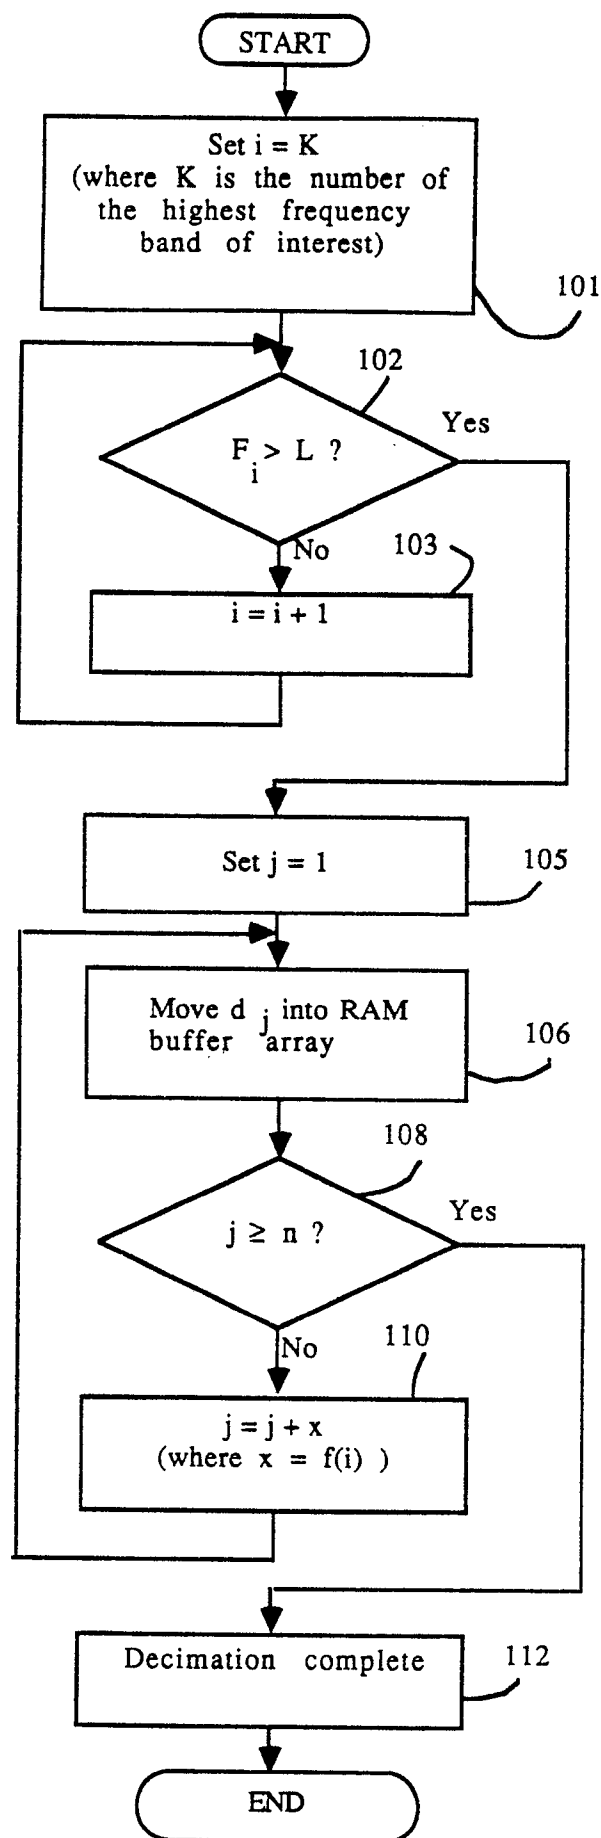 START
Set i = K
(where K is the number of
the highest frequency
band of interest)
101
102
Yes
F i > L ?
No
103
i = i + 1
Set j = 1
105
Move d j into RAM
buffer array
106
108
Yes
j ≥ n ?
No
110
j = j + x
(where x = f(i) )
Decimation complete
112
END